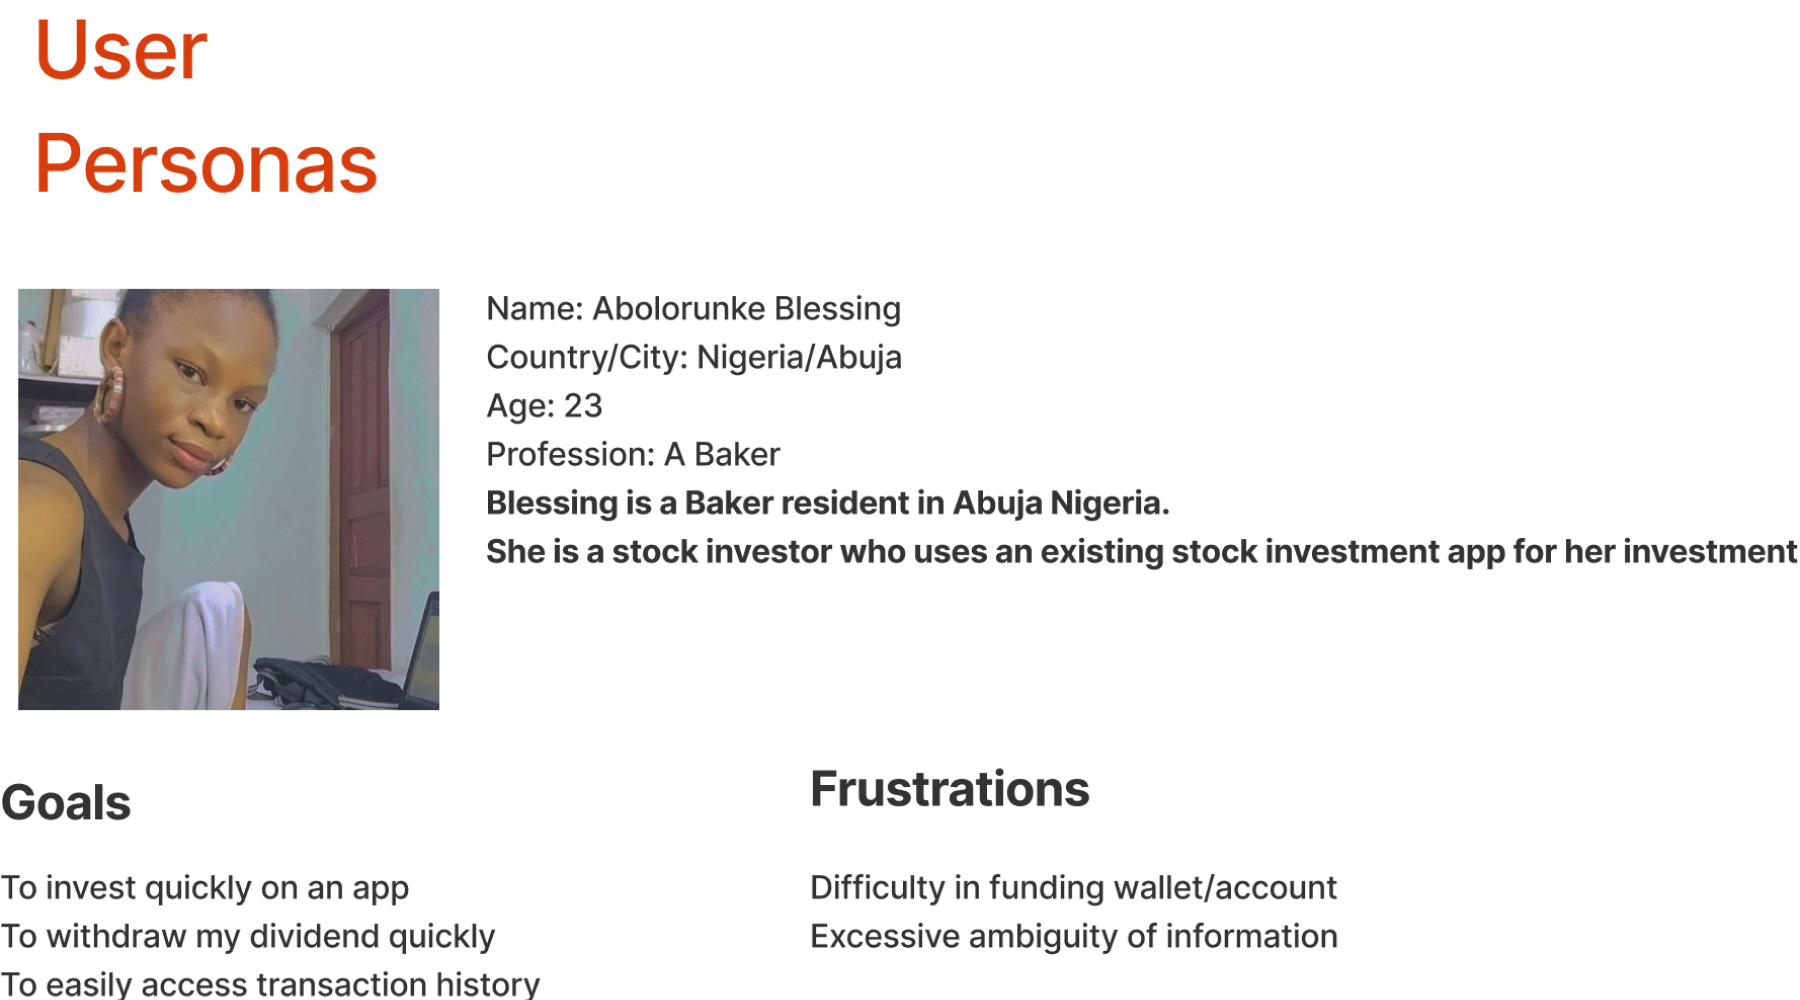 User
Personas
Name: Abolorunke Blessing
Country/City: Nigeria/Abuja
Age: 23
Profession: A Baker
Blessing is a Baker resident in Abuja Nigeria.
She is a stock investor who uses an existing stock investment app for her investment
Goals
To invest quickly on an app
To withdraw my dividend quickly
To easily access transaction history
Frustrations
Difficulty in funding wallet/account
Excessive ambiguity of information